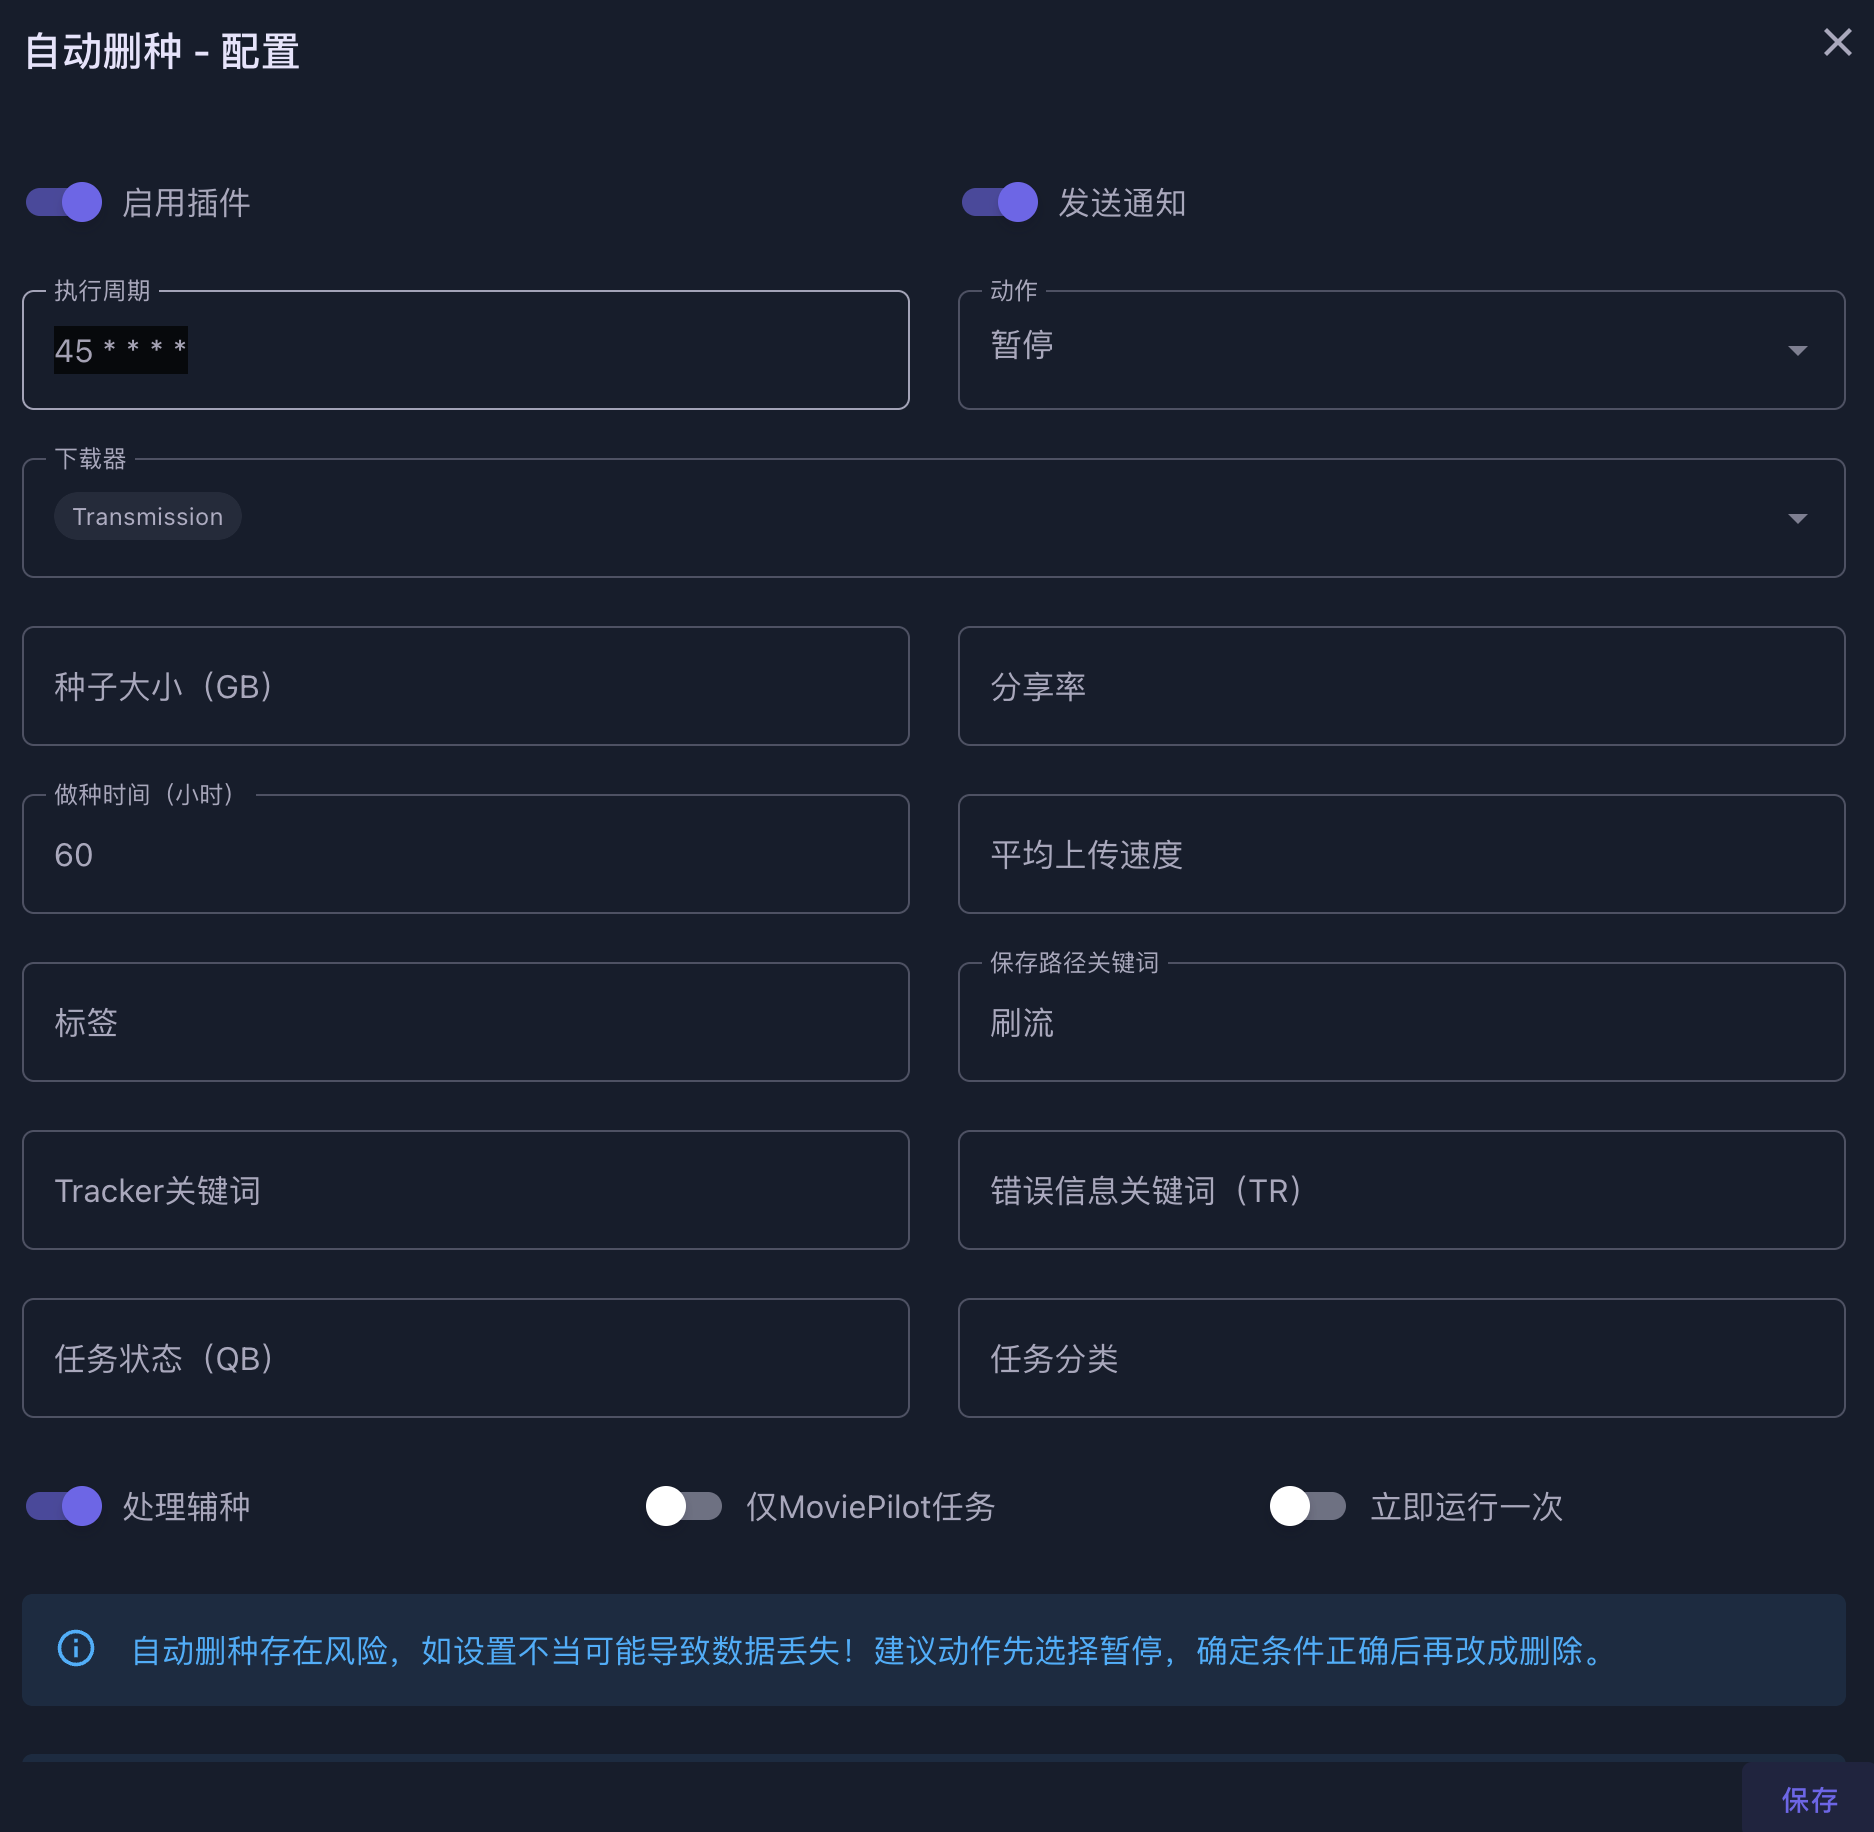 自动删种 - 配置
启用插件
发送通知
执行周期
45 * * * *
动作
暂停
下载器
Transmission
种子大小（GB）
分享率
做种时间（小时）
60
平均上传速度
标签
保存路径关键词
刷流
Tracker关键词
错误信息关键词（TR）
任务状态（QB）
任务分类
处理辅种
仅MoviePilot任务
立即运行一次
自动删种存在风险，如设置不当可能导致数据丢失！建议动作先选择暂停，确定条件正确后再改成删除。
保存